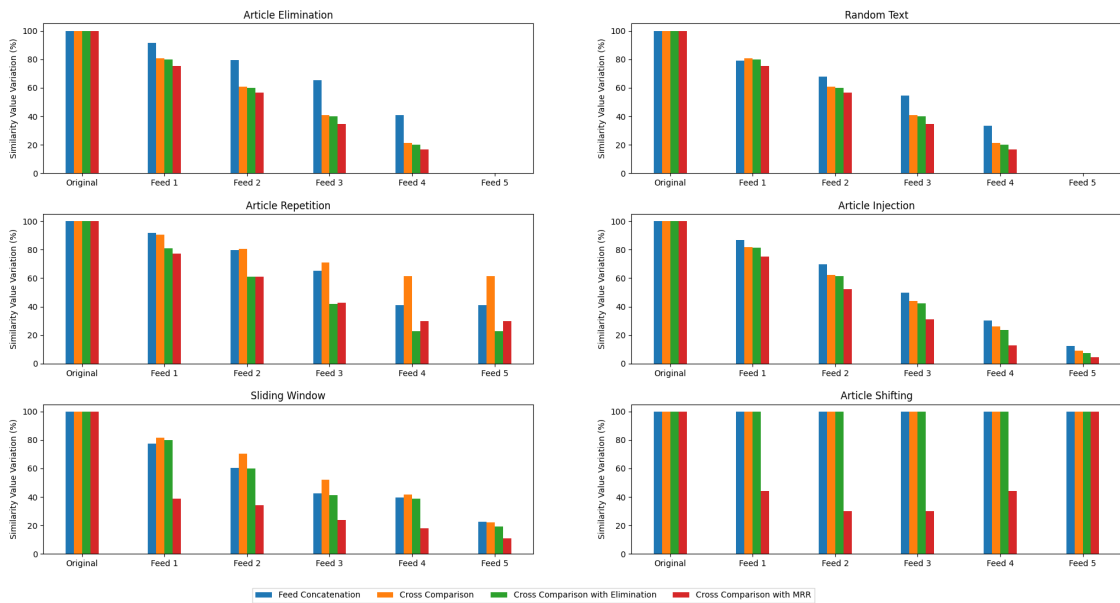 Article Elimination
Similarity Value Variation (%)
100
80
60
40
20
0
Original Feed 1 Feed 2 Feed 3 Feed 4 Feed 5
Random Text
Similarity Value Variation (%)
100
80
60
40
20
0
Original Feed 1 Feed 2 Feed 3 Feed 4 Feed 5
Article Repetition
Similarity Value Variation (%)
100
80
60
40
20
0
Original Feed 1 Feed 2 Feed 3 Feed 4 Feed 5
Article Injection
Similarity Value Variation (%)
100
80
60
40
20
0
Original Feed 1 Feed 2 Feed 3 Feed 4 Feed 5
Sliding Window
Similarity Value Variation (%)
100
80
60
40
20
0
Original Feed 1 Feed 2 Feed 3 Feed 4 Feed 5
Article Shifting
Similarity Value Variation (%)
100
80
60
40
20
0
Original Feed 1 Feed 2 Feed 3 Feed 4 Feed 5
Feed Concatenation Cross Comparison Cross Comparison with Elimination Cross Comparison with MRR